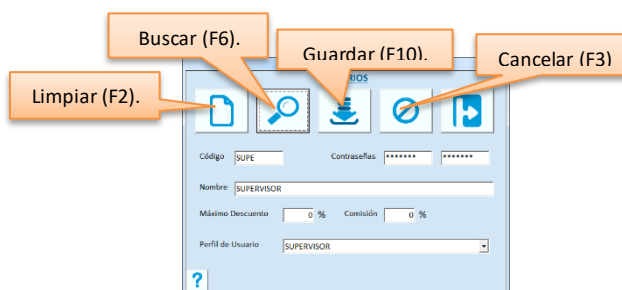 Buscar (F6).
Guardar (F10).
Cancelar (F3)
Limpiar (F2).
RIOS
Código SUPE Contraseñas ******* *******
Nombre SUPERVISOR
Máximo Descuento 0 % Comisión 0 %
Perfil de Usuario SUPERVISOR
?